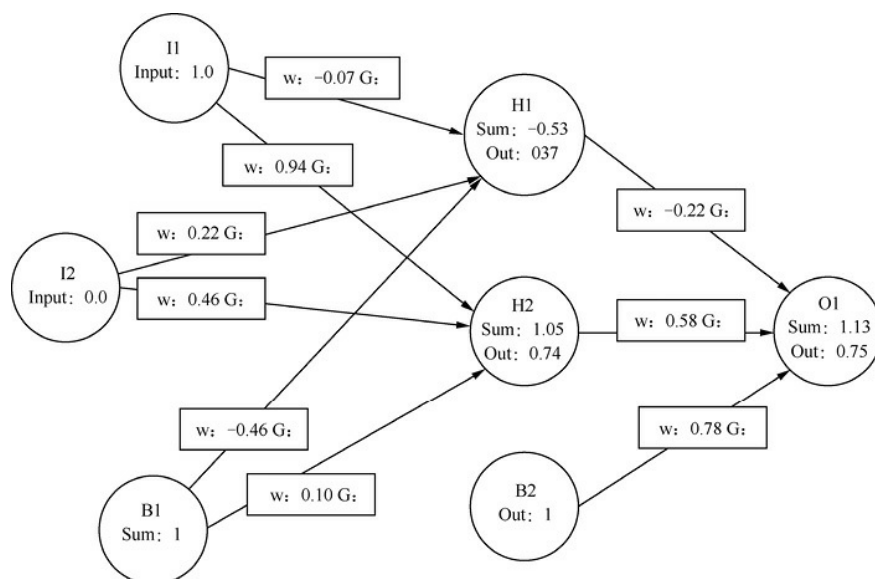 I1
Input：1.0
w：−0.07 G：
H1
Sum：−0.53
Out：037
w：0.94 G：
w：−0.22 G：
w：0.22 G：
I2
Input：0.0
w：0.46 G：
H2
Sum：1.05
Out：0.74
w：0.58 G：
O1
Sum：1.13
Out：0.75
w：−0.46 G：
w：0.78 G：
B1
Sum：1
w：0.10 G：
B2
Out：1